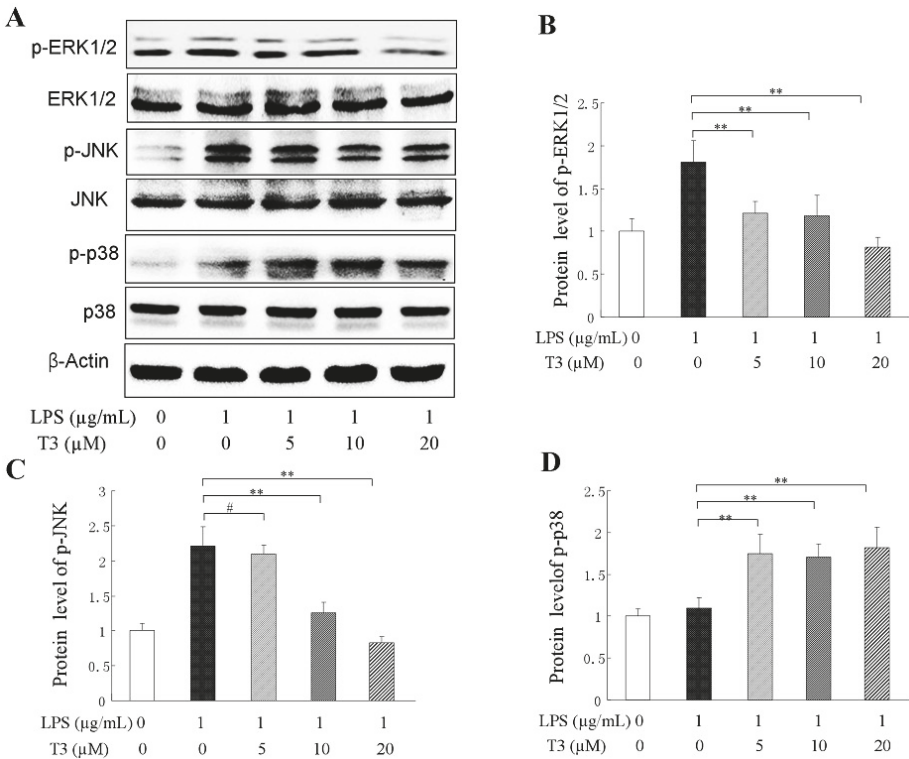 A
p-ERK1/2
ERK1/2
p-JNK
JNK
p-p38
p38
β-Actin
LPS (µg/mL) 0 1 1 1 1
T3 (µM) 0 0 5 10 20
B
Protein level of p-ERK1/2
2.5
2
1.5
1
0.5
0
** ** **
LPS (µg/mL) 0 1 1 1 1
T3 (µM) 0 0 5 10 20
C
Protein level of p-JNK
3
2.5
2
1.5
1
0.5
0
** ** #
LPS (µg/mL) 0 1 1 1 1
T3 (µM) 0 0 5 10 20
D
Protein levelof p-p38
2.5
2
1.5
1
0.5
0
** ** **
LPS (µg/mL) 0 1 1 1 1
T3 (µM) 0 0 5 10 20